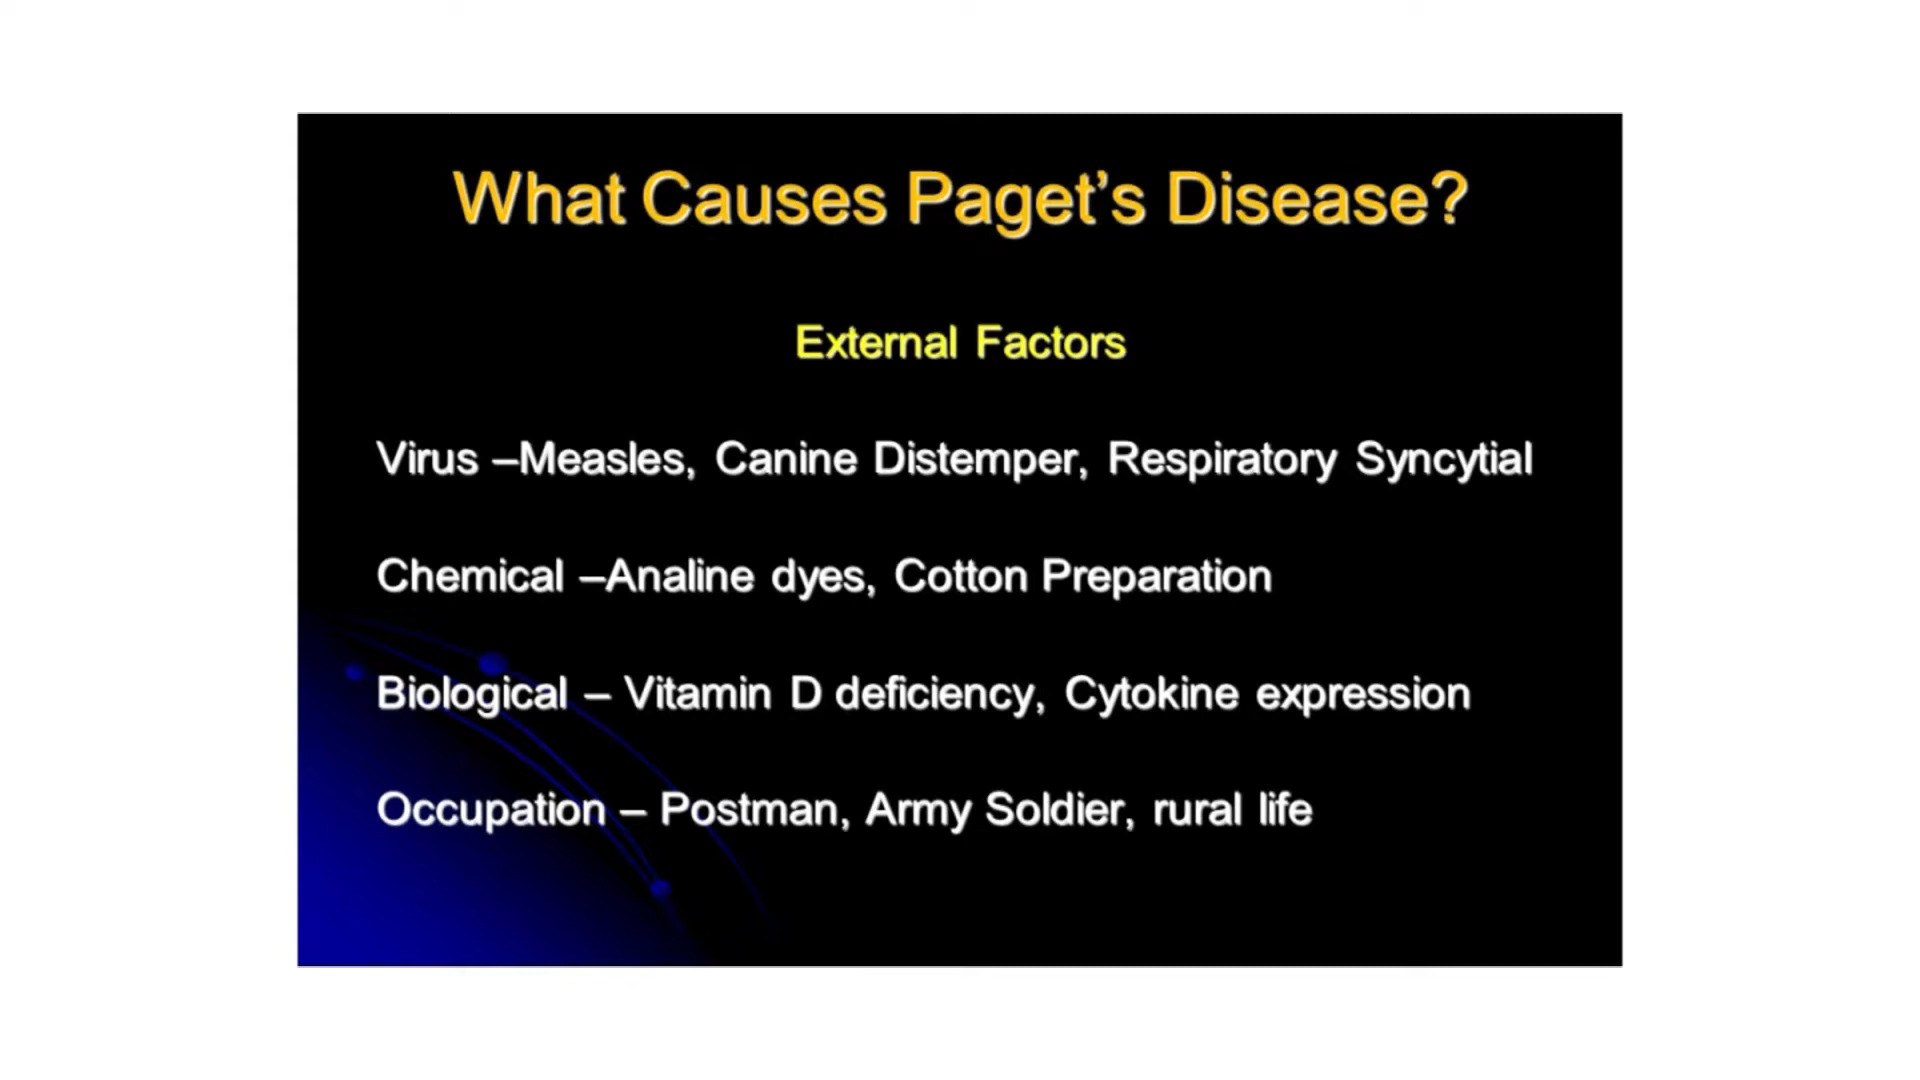 What Causes Paget’s Disease?
External Factors
Virus –Measles, Canine Distemper, Respiratory Syncytial
Chemical –Analine dyes, Cotton Preparation
Biological – Vitamin D deficiency, Cytokine expression
Occupation – Postman, Army Soldier, rural life